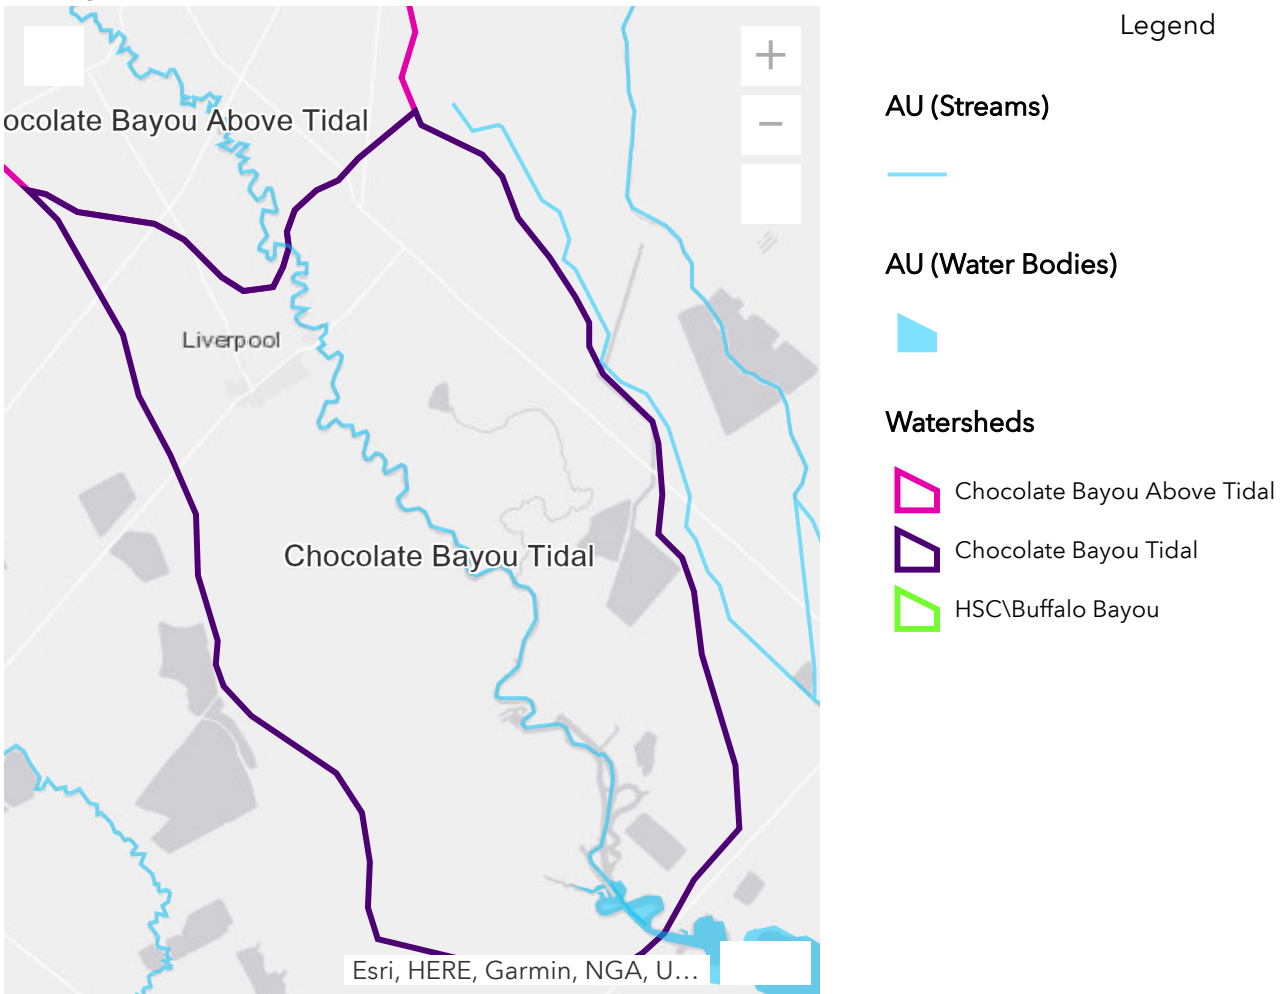 Legend
AU (Streams)
ocolate Bayou Above Tidal
AU (Water Bodies)
Liverpool
Watersheds
Chocolate Bayou Above Tidal
Chocolate Bayou Tidal
HSC\Buffalo Bayou
Chocolate Bayou Tidal
Esri, HERE, Garmin, NGA, U...